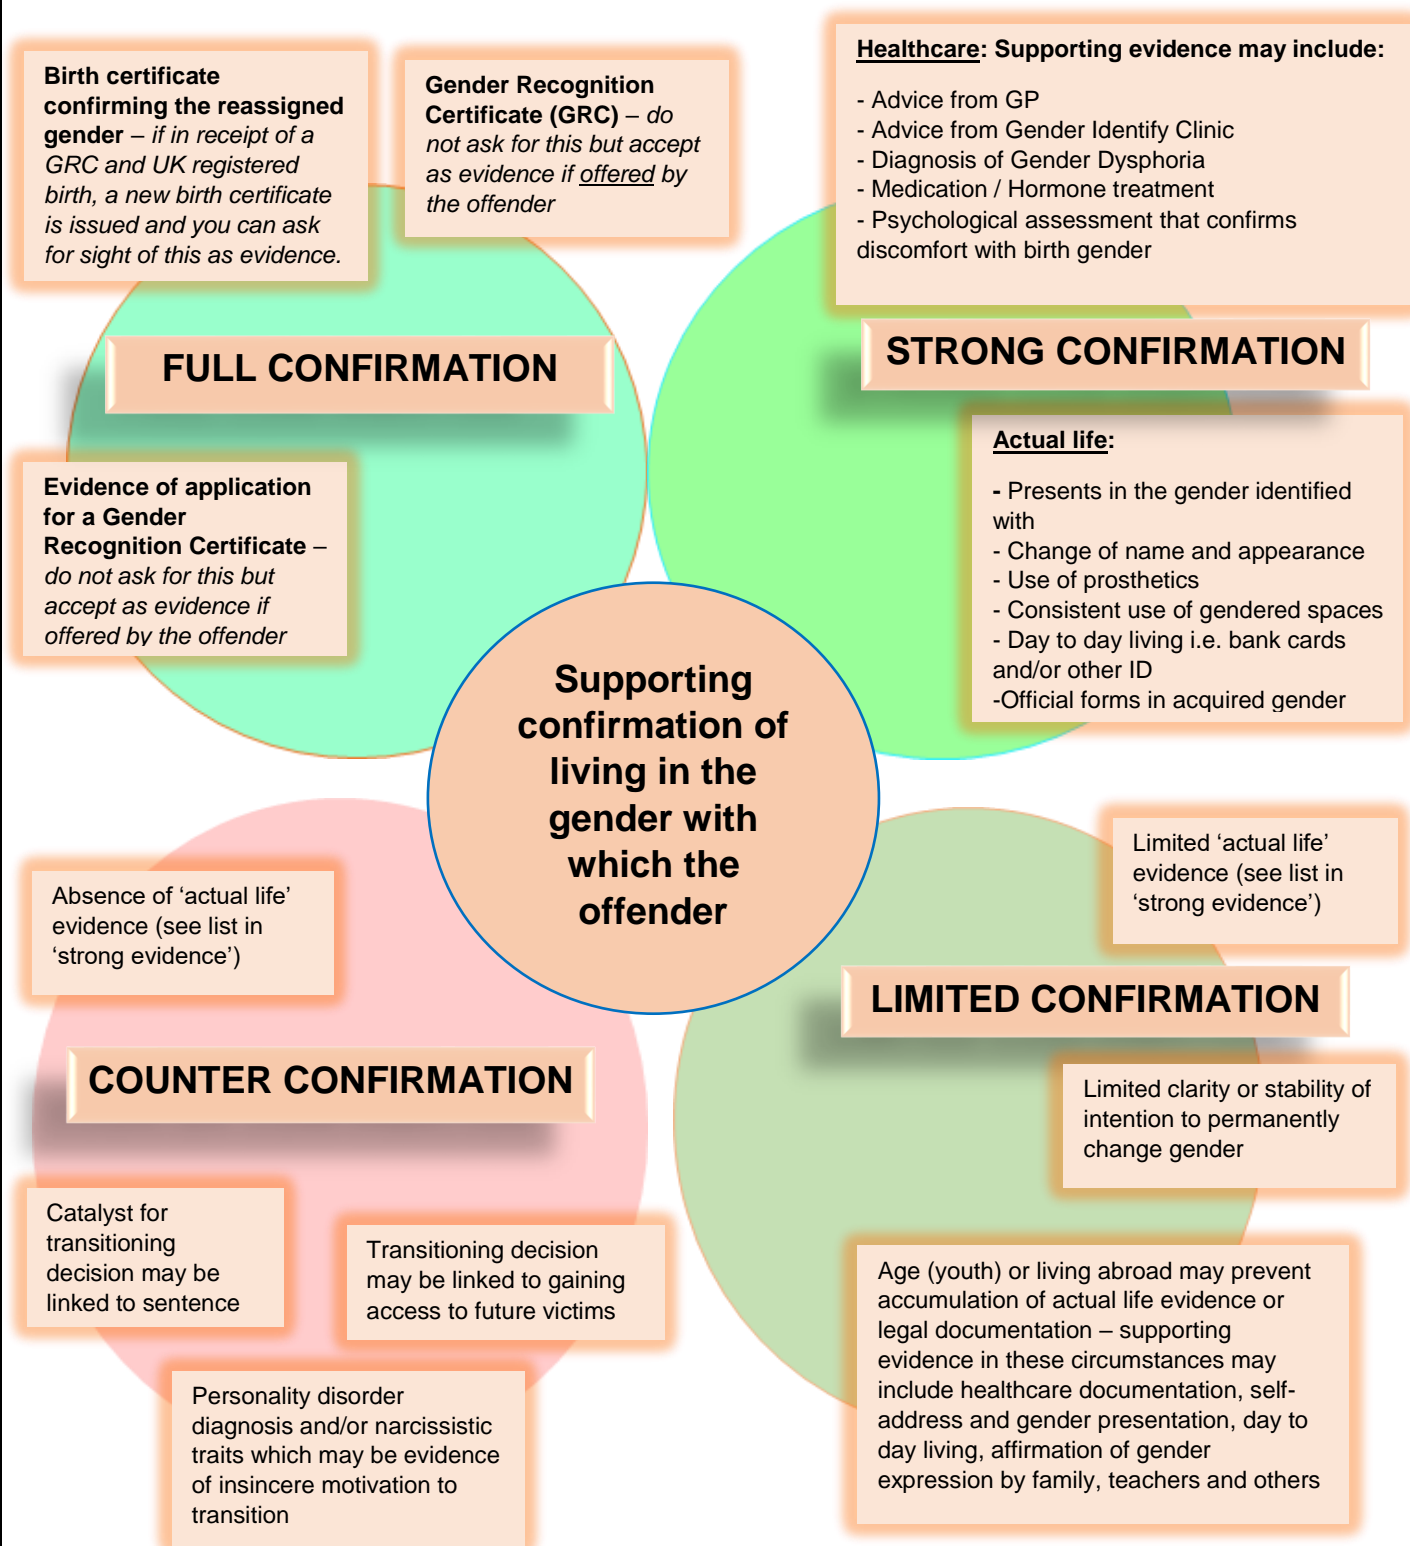 Birth certificate
confirming the reassigned
gender – if in receipt of a
GRC and UK registered
birth, a new birth certificate
is issued and you can ask
for sight of this as evidence.
Gender Recognition
Certificate (GRC) – do
not ask for this but accept
as evidence if offered by
the offender
Healthcare: Supporting evidence may include:
- Advice from GP
- Advice from Gender Identify Clinic
- Diagnosis of Gender Dysphoria
- Medication / Hormone treatment
- Psychological assessment that confirms
discomfort with birth gender
FULL CONFIRMATION
STRONG CONFIRMATION
Evidence of application
for a Gender
Recognition Certificate –
do not ask for this but
accept as evidence if
offered by the offender
Actual life:
- Presents in the gender identified
with
- Change of name and appearance
- Use of prosthetics
- Consistent use of gendered spaces
- Day to day living i.e. bank cards
and/or other ID
-Official forms in acquired gender
Supporting
confirmation of
living in the
gender with
which the
offender
Absence of ‘actual life’
evidence (see list in
‘strong evidence’)
COUNTER CONFIRMATION
Catalyst for
transitioning
decision may be
linked to sentence
Transitioning decision
may be linked to gaining
access to future victims
Personality disorder
diagnosis and/or narcissistic
traits which may be evidence
of insincere motivation to
transition
Limited ‘actual life’
evidence (see list in
‘strong evidence’)
LIMITED CONFIRMATION
Limited clarity or stability of
intention to permanently
change gender
Age (youth) or living abroad may prevent
accumulation of actual life evidence or
legal documentation – supporting
evidence in these circumstances may
include healthcare documentation, self-
address and gender presentation, day to
day living, affirmation of gender
expression by family, teachers and others